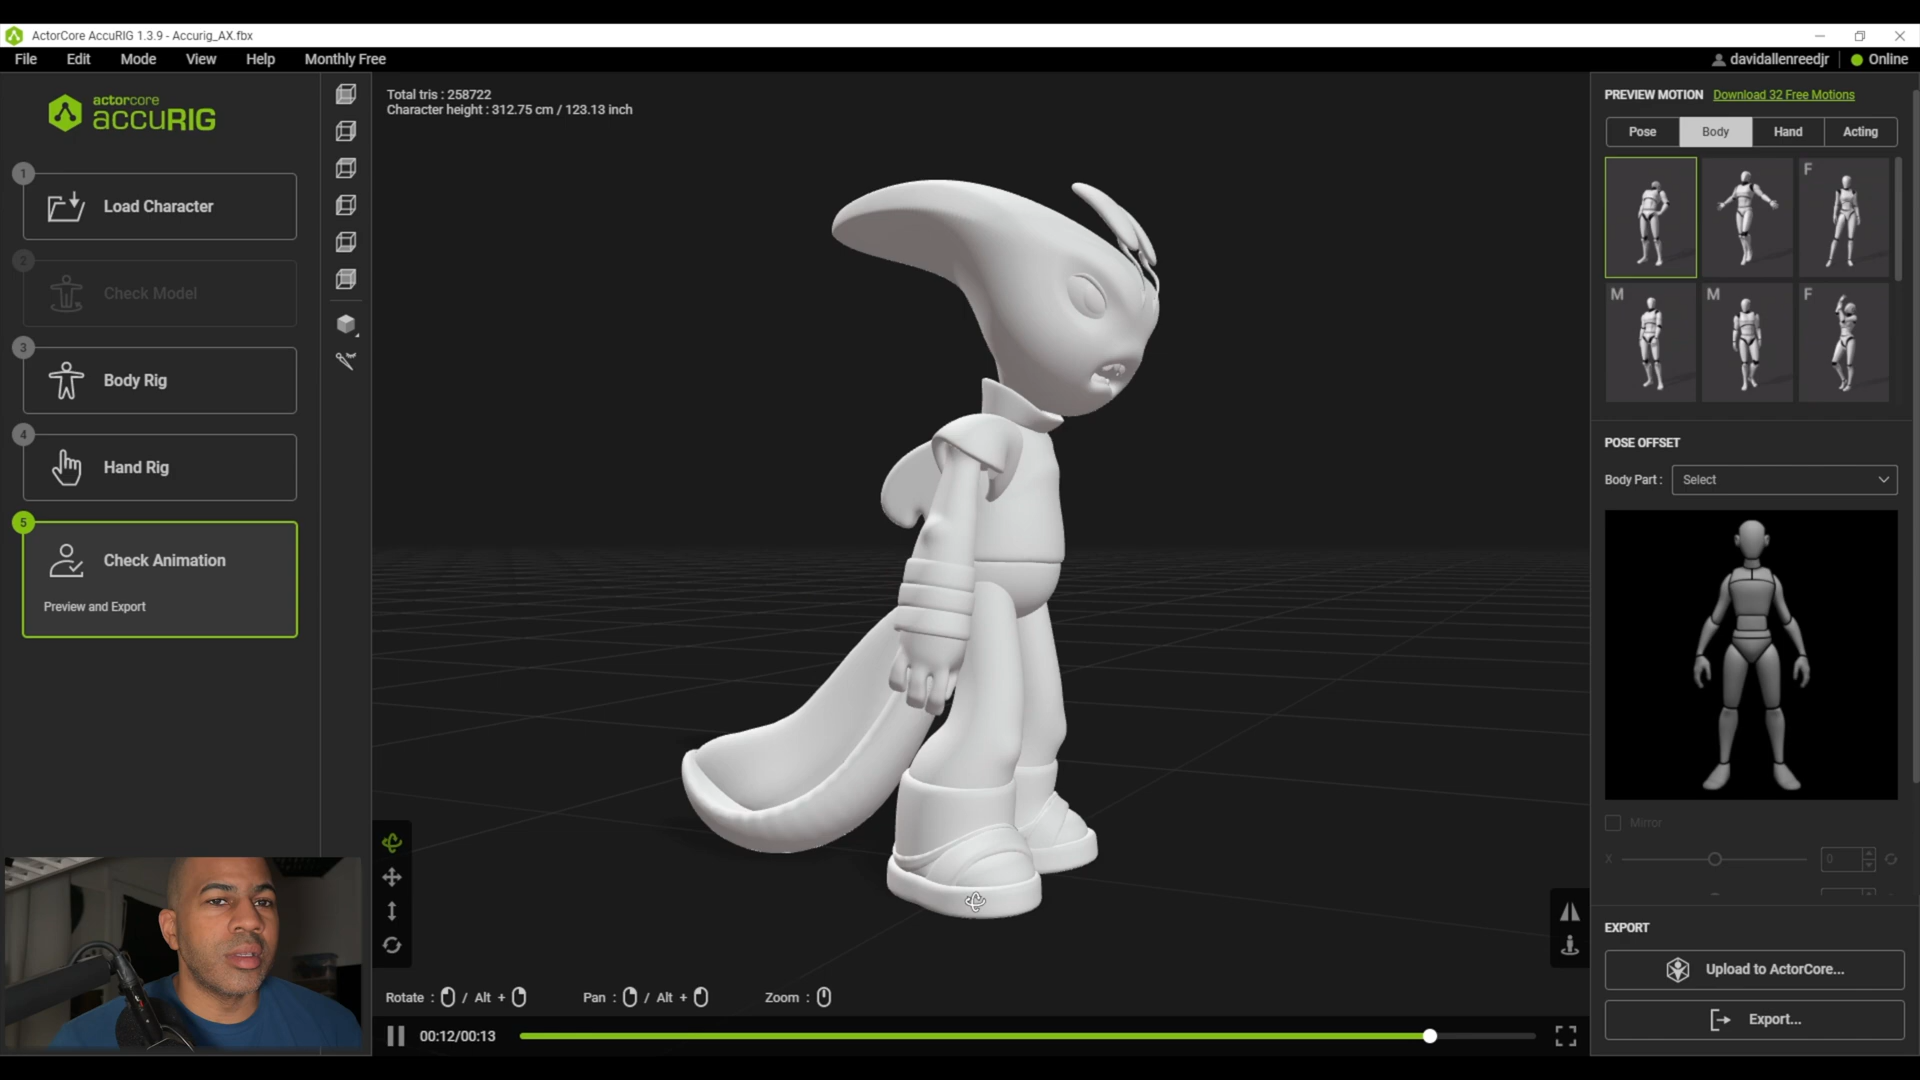 ActorCore AccuRIG 1.3.9 - Accurig_AX.fbx
File Edit Mode View Help Monthly Free
davidallenreedjr Online
actorcore
accuRIG
1
Load Character
2
Check Model
3
Body Rig
4
Hand Rig
5
Check Animation
Preview and Export
Total tris : 258722
Character height : 312.75 cm / 123.13 inch
Rotate : / Alt +
Pan : / Alt +
Zoom :
00:12/00:13
PREVIEW MOTION Download 32 Free Motions
Pose Body Hand Acting
F
M M F
POSE OFFSET
Body Part : Select
Mirror
X 0
EXPORT
Upload to ActorCore...
Export...